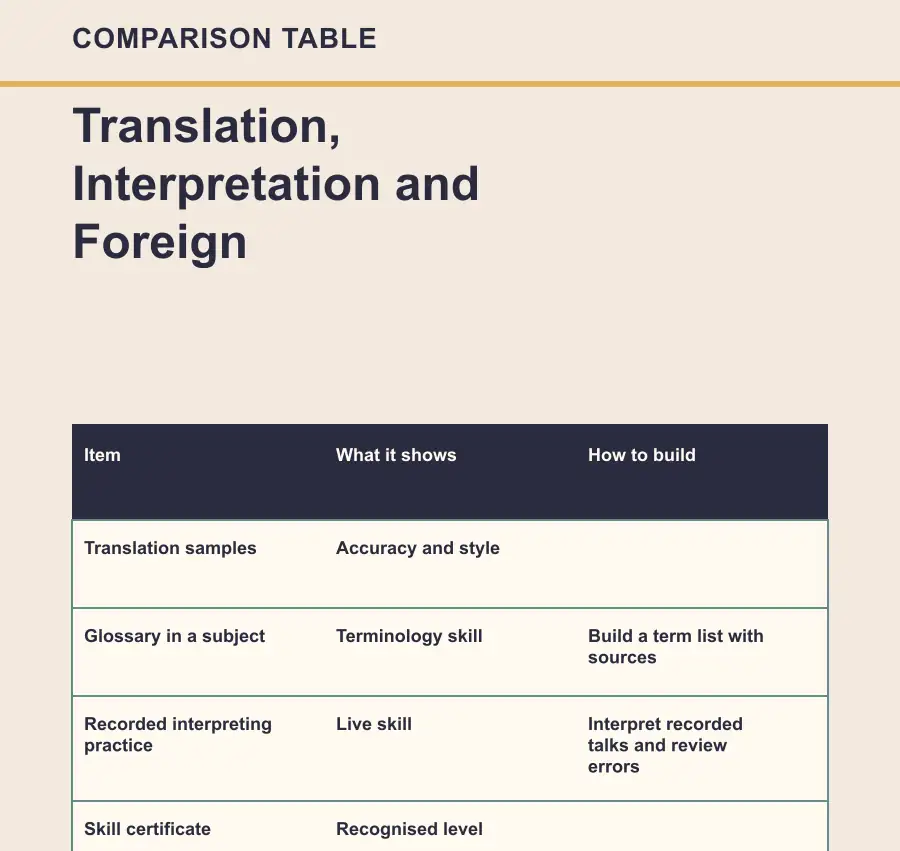 COMPARISON TABLE
Translation,
Interpretation and
Foreign
Item What it shows How to build
Translation samples Accuracy and style
Glossary in a subject Terminology skill Build a term list with
sources
Recorded interpreting Live skill Interpret recorded
practice talks and review
errors
Skill certificate Recognised level